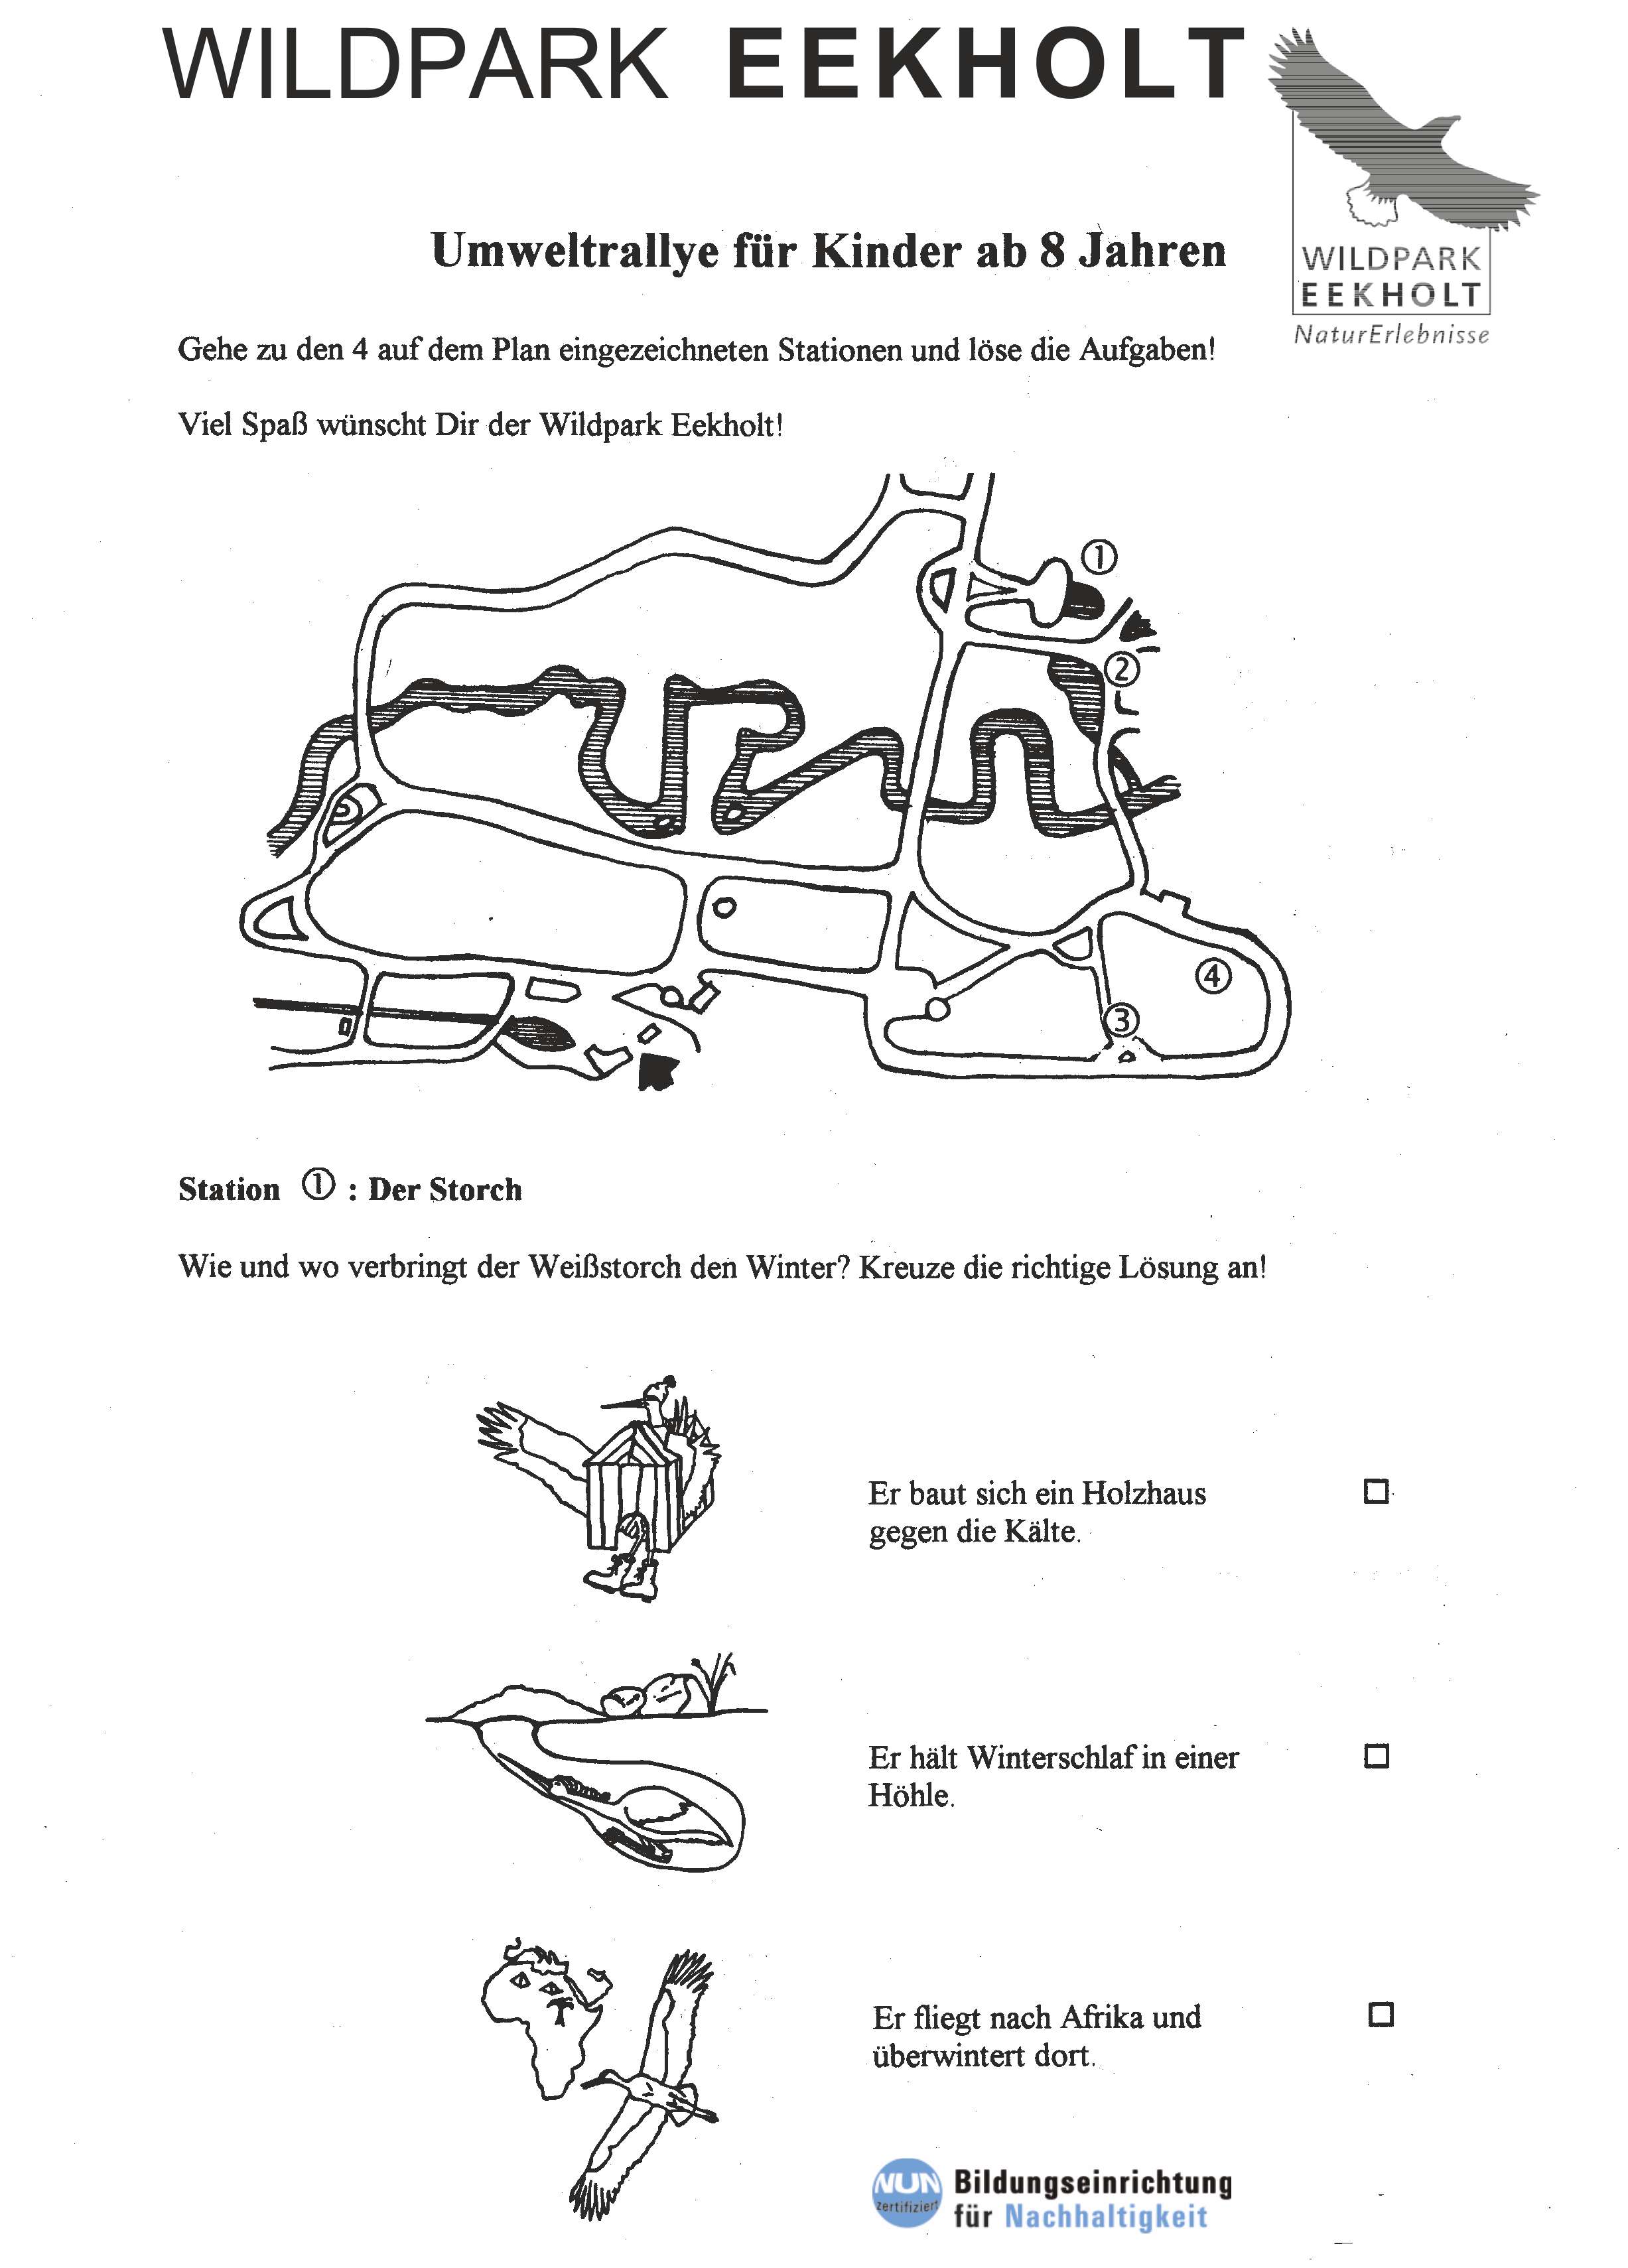 WILDPARK EEKHOLT
WILDPARK
EEKHOLT
NaturErlebnisse
Umweltrallye für Kinder ab 8 Jahren
Gehe zu den 4 auf dem Plan eingezeichneten Stationen und löse die Aufgaben!
Viel Spaß wünscht Dir der Wildpark Eekholt!
1
2
4
3
Station ① : Der Storch
Wie und wo verbringt der Weißstorch den Winter? Kreuze die richtige Lösung an!
Er baut sich ein Holzhaus
gegen die Kälte.
Er hält Winterschlaf in einer
Höhle.
Er fliegt nach Afrika und
überwintert dort.
NUN
zertifiziert
Bildungseinrichtung
für Nachhaltigkeit